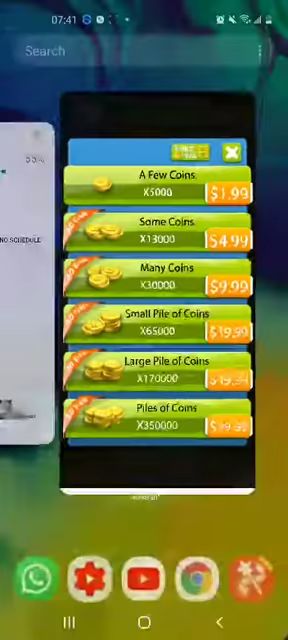 07:41
Search
A Few Coins
X5000
$1.99
Some Coins
X13000
$4.99
Many Coins
X30000
$9.99
Small Pile of Coins
X65000
$19.99
Large Pile of Coins
X170000
Piles of Coins
X350000